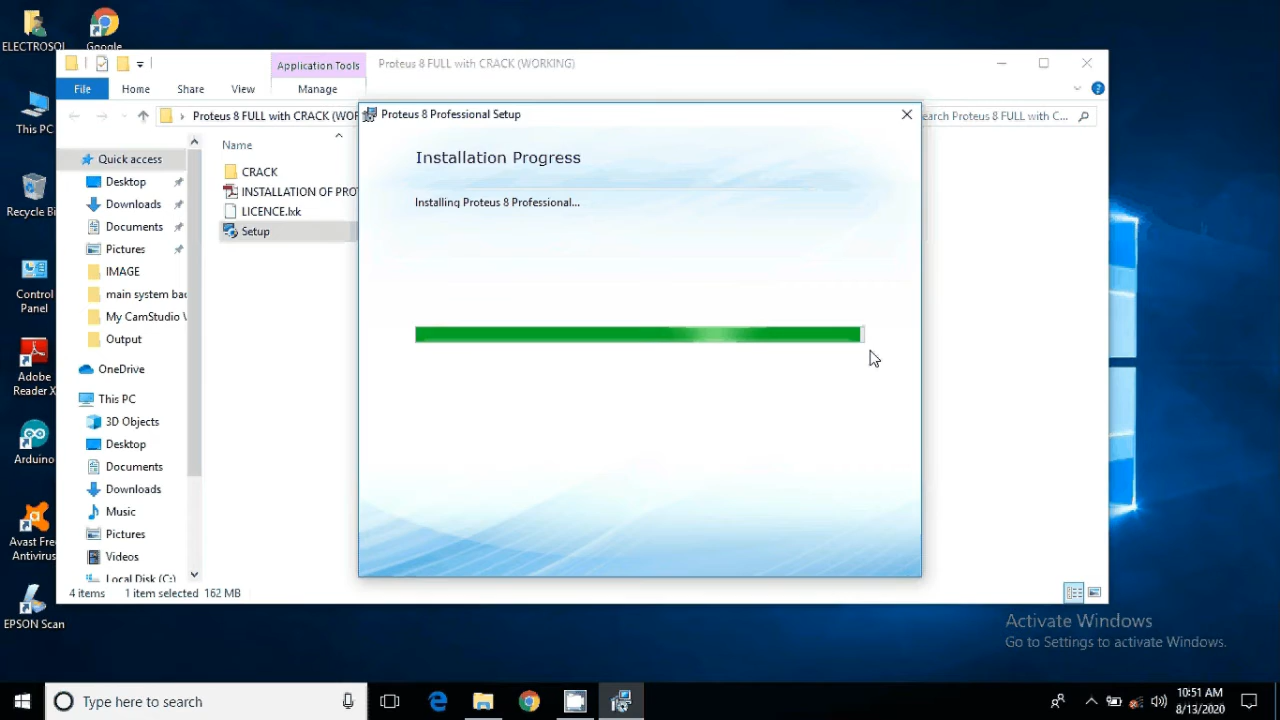 ELECTROSOL
Google
Application Tools
Proteus 8 FULL with CRACK (WORKING)
File
Home
Share
View
Manage
Proteus 8 FULL with CRACK (WOR
earch Proteus 8 FULL with C...
Proteus 8 Professional Setup
Installation Progress
Installing Proteus 8 Professional...
Name
CRACK
INSTALLATION OF PRO
LICENCE.lxk
Setup
Quick access
Desktop
Downloads
Documents
Pictures
IMAGE
main system bac
My CamStudio V
Output
OneDrive
This PC
3D Objects
Desktop
Documents
Downloads
Music
Pictures
Videos
Local Disk (C:)
4 items
1 item selected
162 MB
This PC
Recycle Bi
Control
Panel
Adobe
Reader X
Arduino
Avast Fre
Antivirus
EPSON Scan
Activate Windows
Go to Settings to activate Windows.
Type here to search
10:51 AM
8/13/2020